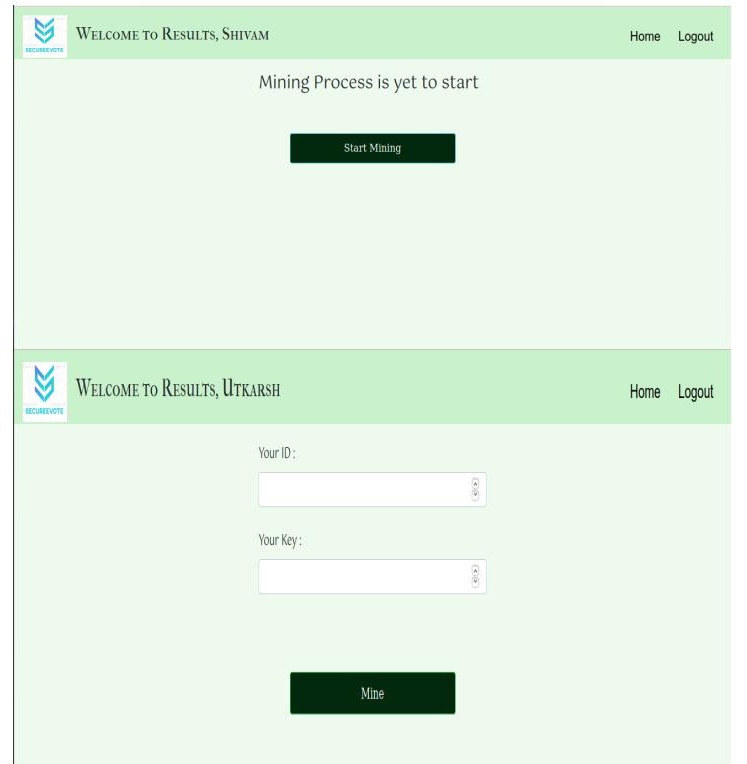 SECUREEVOTE
Welcome to Results, Shivam
Home Logout
Mining Process is yet to start
Start Mining
SECUREEVOTE
Welcome to Results, Utkarsh
Home Logout
Your ID :
Your Key :
Mine